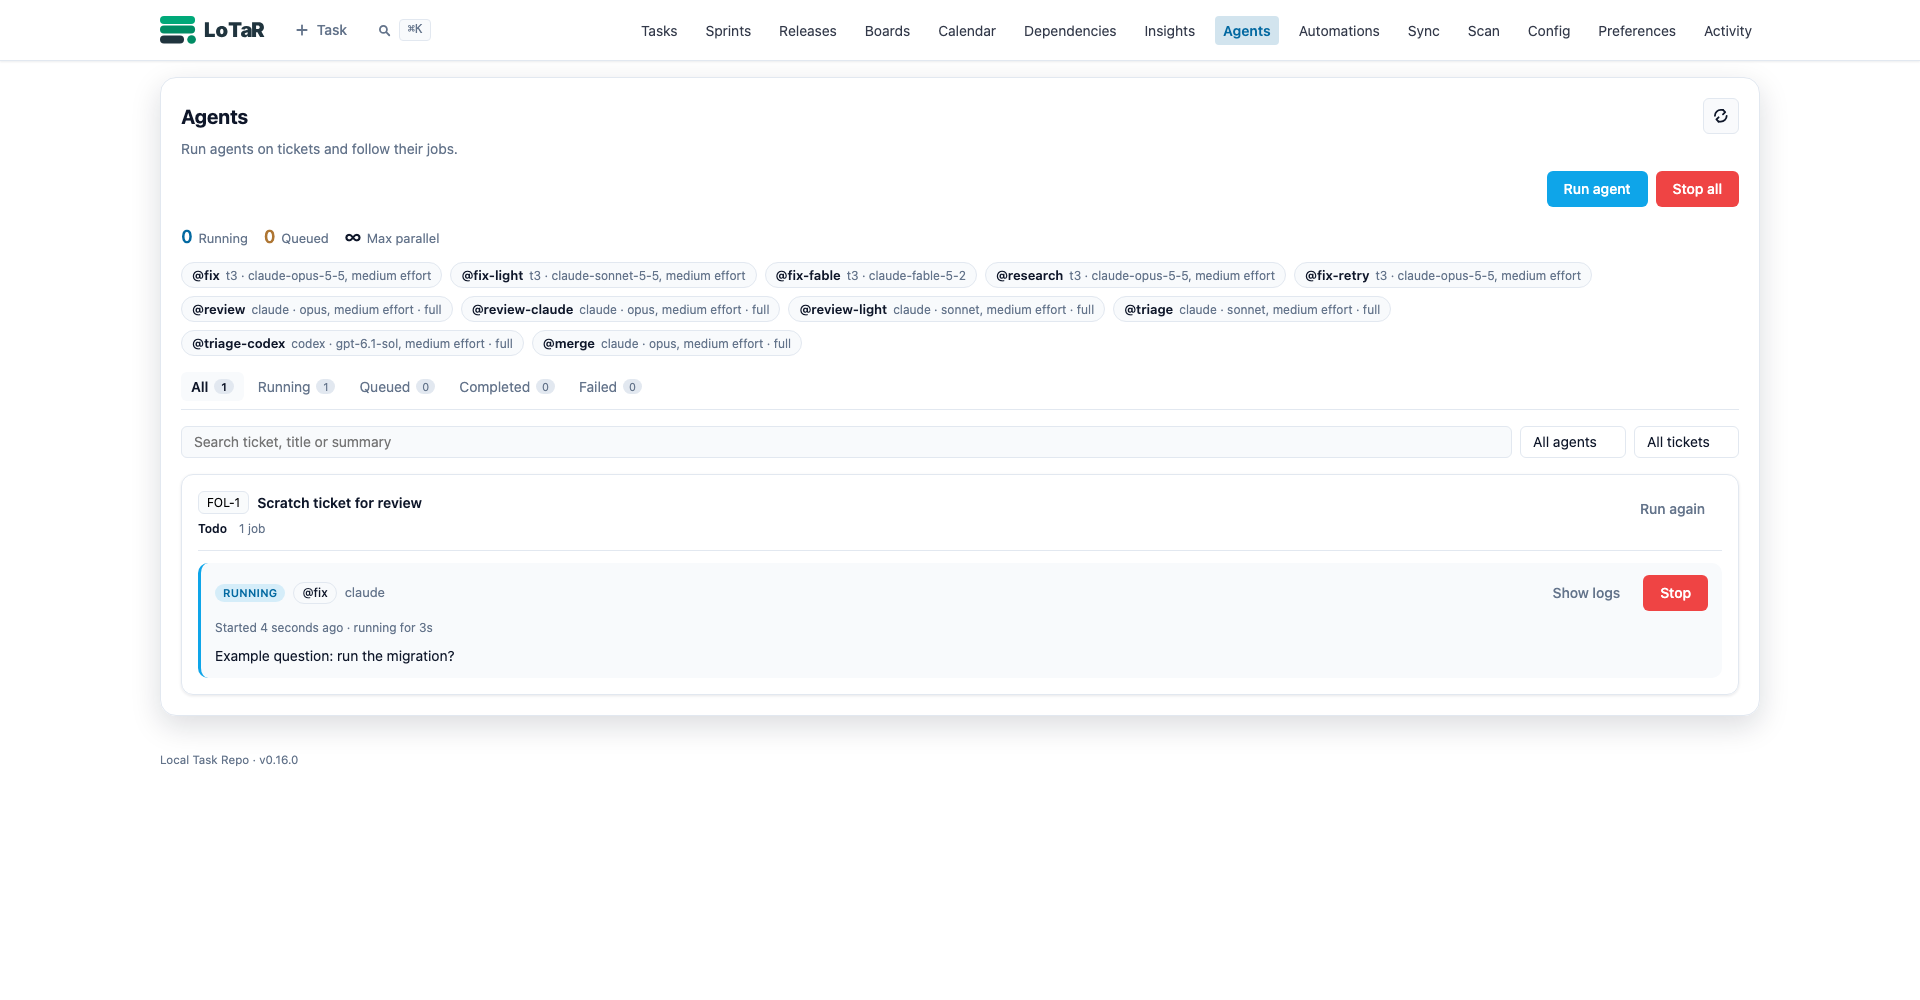 LoTaR
Task
⌘K
Tasks Sprints Releases Boards Calendar Dependencies Insights Agents Automations Sync Scan Config Preferences Activity
Agents
Run agents on tickets and follow their jobs.
Run agent Stop all
0 Running 0 Queued ∞ Max parallel
@fix t3 · claude-opus-5-5, medium effort @fix-light t3 · claude-sonnet-5-5, medium effort @fix-fable t3 · claude-fable-5-2 @research t3 · claude-opus-5-5, medium effort @fix-retry t3 · claude-opus-5-5, medium effort
@review claude · opus, medium effort · full @review-claude claude · opus, medium effort · full @review-light claude · sonnet, medium effort · full @triage claude · sonnet, medium effort · full
@triage-codex codex · gpt-6.1-sol, medium effort · full @merge claude · opus, medium effort · full
All 1 Running 1 Queued 0 Completed 0 Failed 0
Search ticket, title or summary All agents All tickets
FOL-1 Scratch ticket for review
Run again
Todo 1 job
RUNNING @fix claude Show logs Stop
Started 4 seconds ago · running for 3s
Example question: run the migration?
Local Task Repo · v0.16.0